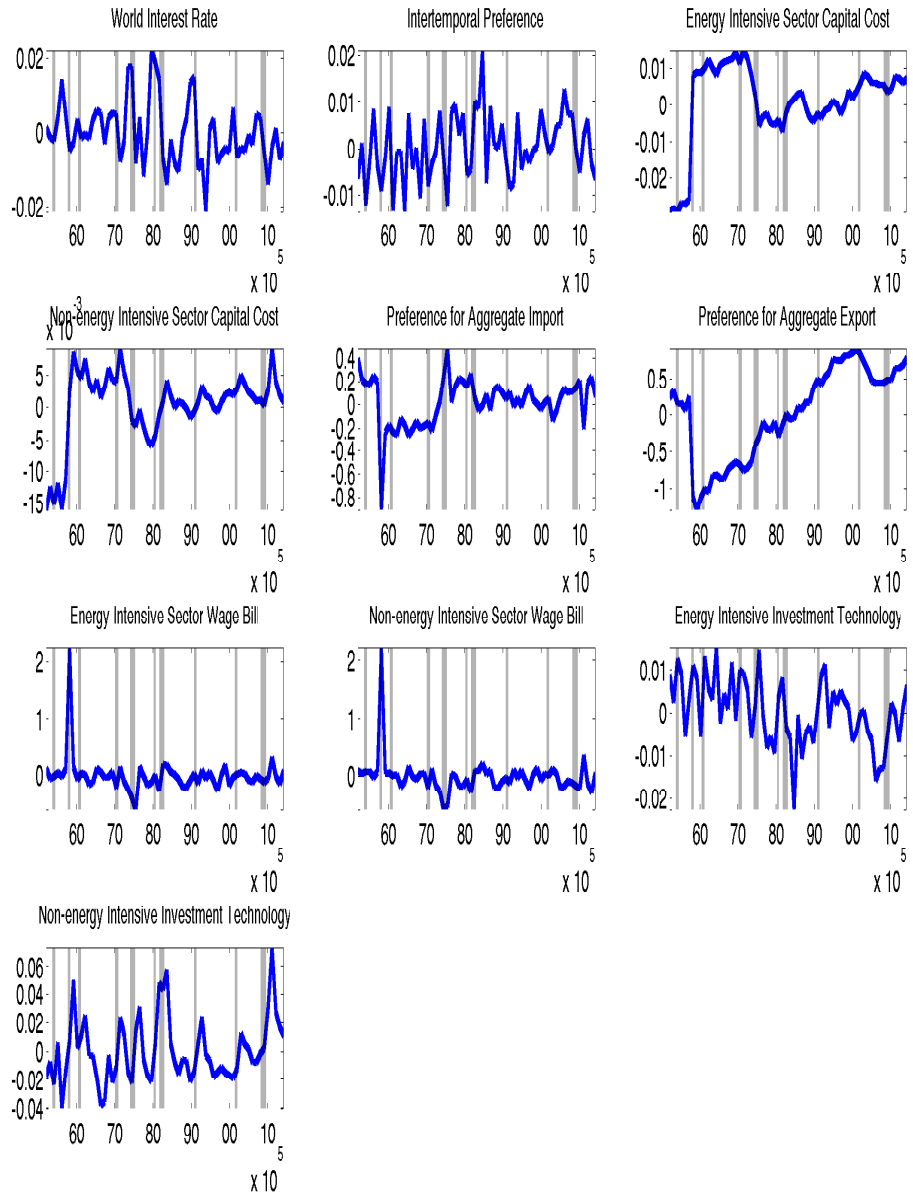 World Interest Rate
0.02
0
-0.02
60 70 80 90 00 10
5
x 10
Intertemporal Preference
0.02
0.01
0
-0.01
60 70 80 90 00 10
5
x 10
Energy Intensive Sector Capital Cost
0.01
0
-0.01
-0.02
60 70 80 90 00 10
5
x 10
-3
x 10
Non-energy Intensive Sector Capital Cost
5
0
-5
-10
-15
60 70 80 90 00 10
5
x 10
Preference for Aggregate Import
0.4
0.2
0
-0.2
-0.4
-0.6
-0.8
60 70 80 90 00 10
5
x 10
Preference for Aggregate Export
0.5
0
-0.5
-1
60 70 80 90 00 10
5
x 10
Energy Intensive Sector Wage Bill
2
1
0
60 70 80 90 00 10
5
x 10
Non-energy Intensive Sector Wage Bill
2
1
0
60 70 80 90 00 10
5
x 10
Energy Intensive Investment Technology
0.01
0
-0.01
-0.02
60 70 80 90 00 10
5
x 10
Non-energy Intensive Investment Technology
0.06
0.04
0.02
0
-0.02
-0.04
60 70 80 90 00 10
5
x 10